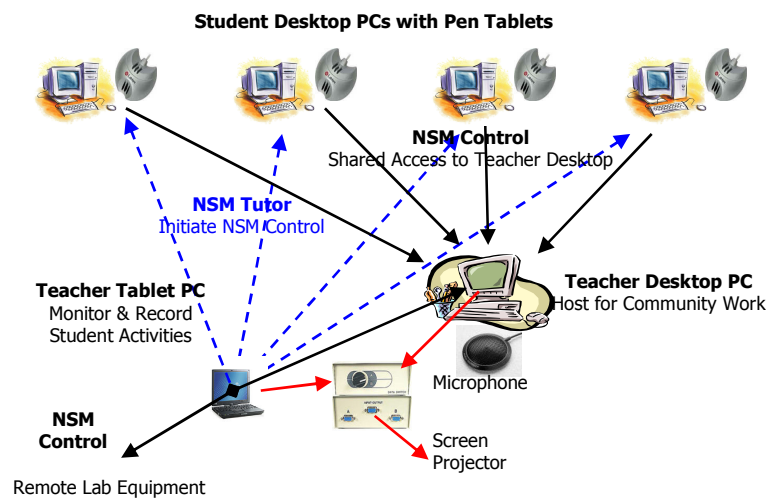 Student Desktop PCs with Pen Tablets
NSM Control
Shared Access to Teacher Desktop
NSM Tutor
Initiate NSM Control
Teacher Tablet PC
Monitor & Record
Student Activities
Teacher Desktop PC
Host for Community Work
Microphone
NSM
Control
Screen
Projector
Remote Lab Equipment